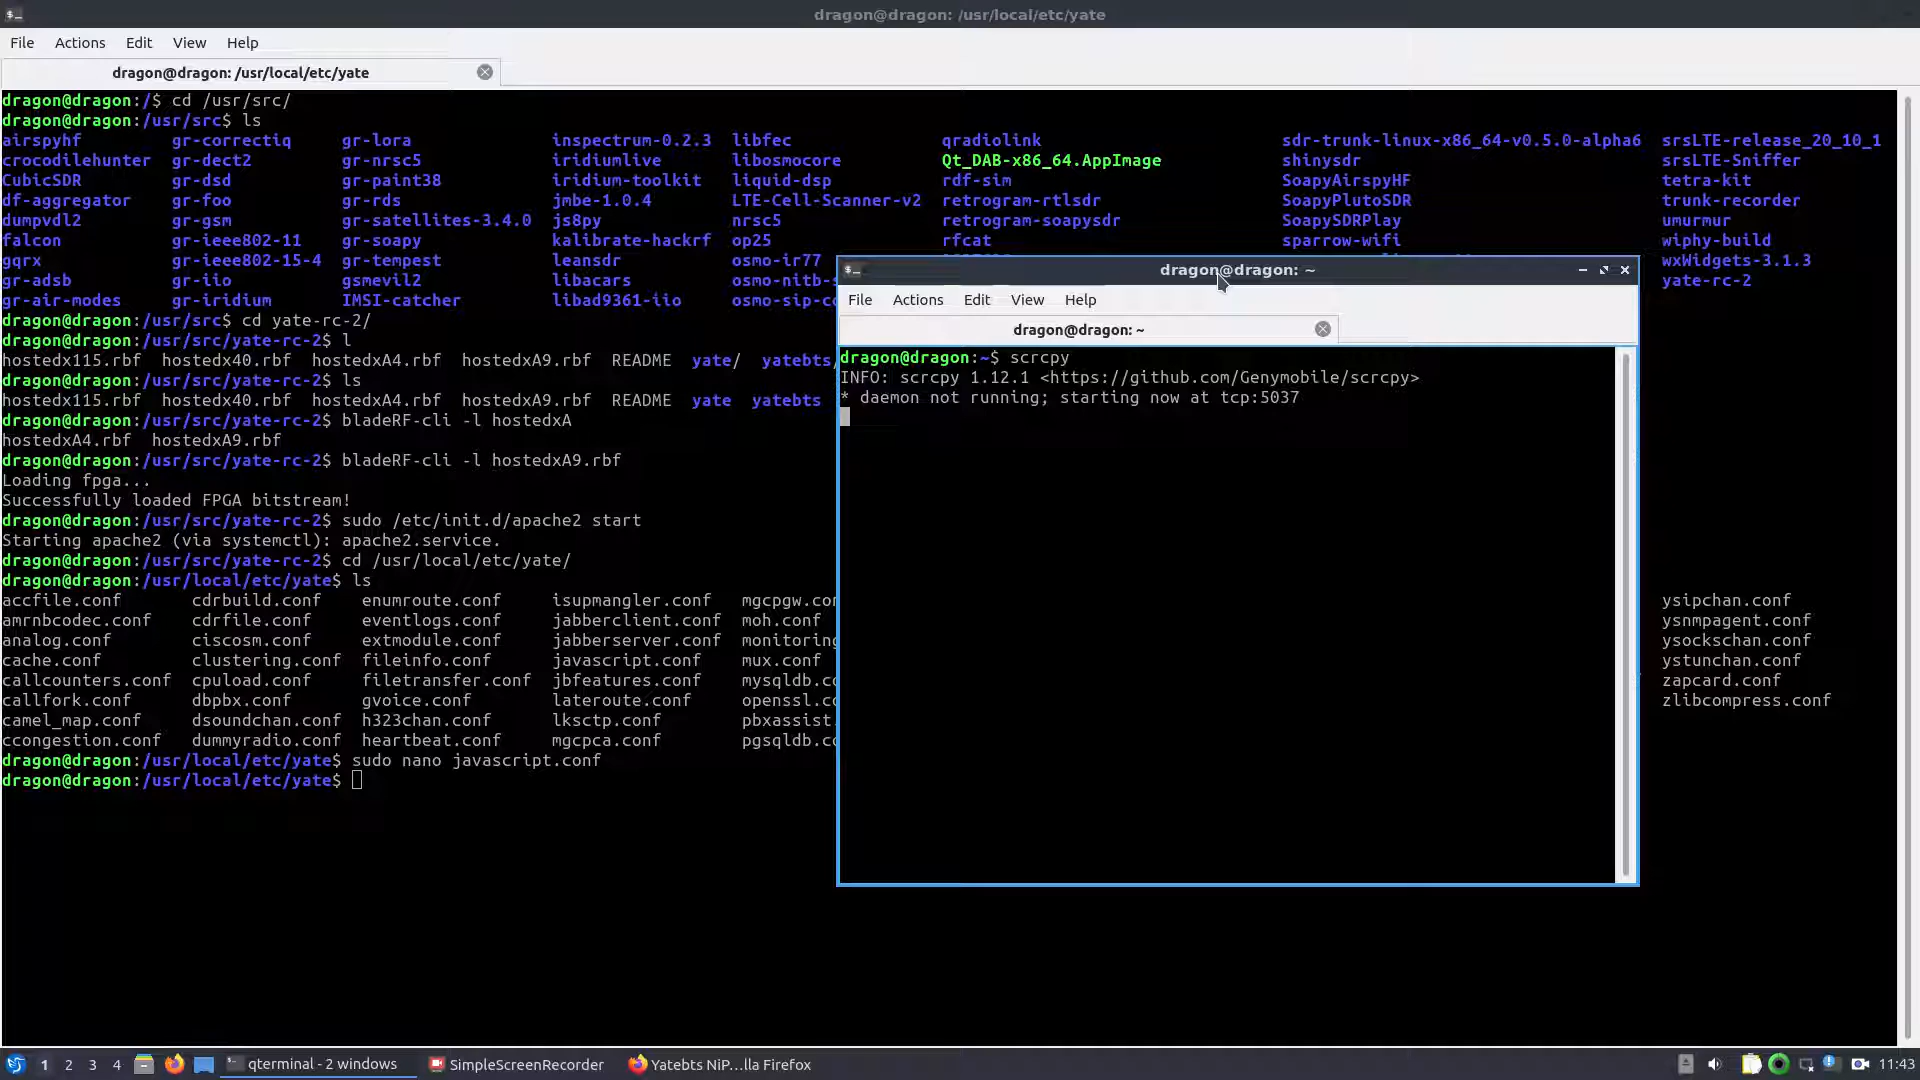 dragon@dragon: /usr/local/etc/yate
File Actions Edit View Help
dragon@dragon: /usr/local/etc/yate
dragon@dragon:/$ cd /usr/src/
dragon@dragon:/usr/src$ ls
airspyhf gr-correctiq gr-lora inspectrum-0.2.3 libfec qradiolink sdr-trunk-linux-x86_64-v0.5.0-alpha6 srsLTE-release_20_10_1
crocodilehunter gr-dect2 gr-nrsc5 iridiumlive libosmocore Qt_DAB-x86_64.AppImage shinysdr srsLTE-Sniffer
CubicSDR gr-dsd gr-paint38 iridium-toolkit liquid-dsp rdf-sim SoapyAirspyHF tetra-kit
df-aggregator gr-foo gr-rds jmbe-1.0.4 LTE-Cell-Scanner-v2 retrogram-rtlsdr SoapyPlutoSDR trunk-recorder
dumpvdl2 gr-gsm gr-satellites-3.4.0 js8py nrsc5 retrogram-soapysdr SoapySDRPlay umurmur
falcon gr-ieee802-11 gr-soapy kalibrate-hackrf op25 rfcat sparrow-wifi wiphy-build
gqrx gr-ieee802-15-4 gr-tempest leansdr osmo-ir77 wxWidgets-3.1.3
gr-adsb gr-iio gsmevil2 libacars osmo-nitb-s yate-rc-2
gr-air-modes gr-iridium IMSI-catcher libad9361-iio osmo-sip-c
dragon@dragon:/usr/src$ cd yate-rc-2/
dragon@dragon:/usr/src/yate-rc-2$ l
hostedx115.rbf hostedx40.rbf hostedxA4.rbf hostedxA9.rbf README yate/ yatebts/
dragon@dragon:/usr/src/yate-rc-2$ ls
hostedx115.rbf hostedx40.rbf hostedxA4.rbf hostedxA9.rbf README yate yatebts
dragon@dragon:/usr/src/yate-rc-2$ bladeRF-cli -l hostedxA
hostedxA4.rbf hostedxA9.rbf
dragon@dragon:/usr/src/yate-rc-2$ bladeRF-cli -l hostedxA9.rbf
Loading fpga...
Successfully loaded FPGA bitstream!
dragon@dragon:/usr/src/yate-rc-2$ sudo /etc/init.d/apache2 start
Starting apache2 (via systemctl): apache2.service.
dragon@dragon:/usr/src/yate-rc-2$ cd /usr/local/etc/yate/
dragon@dragon:/usr/local/etc/yate$ ls
accfile.conf cdrbuild.conf enumroute.conf isupmangler.conf mgcpgw.con ysipchan.conf
amrnbcodec.conf cdrfile.conf eventlogs.conf jabberclient.conf moh.conf ysnmpagent.conf
analog.conf ciscosm.conf extmodule.conf jabberserver.conf monitoring ysockschan.conf
cache.conf clustering.conf fileinfo.conf javascript.conf mux.conf ystunchan.conf
callcounters.conf cpuload.conf filetransfer.conf jbfeatures.conf mysqldb.c zapcard.conf
callfork.conf dbpbx.conf gvoice.conf lateroute.conf openssl.c zlibcompress.conf
camel_map.conf dsoundchan.conf h323chan.conf lksctp.conf pbxassist.
ccongestion.conf dummyradio.conf heartbeat.conf mgcpca.conf pgsqldb.c
dragon@dragon:/usr/local/etc/yate$ sudo nano javascript.conf
dragon@dragon:/usr/local/etc/yate$
dragon@dragon: ~
File Actions Edit View Help
dragon@dragon: ~
dragon@dragon:~$ scrcpy
INFO: scrcpy 1.12.1 <https://github.com/Genymobile/scrcpy>
* daemon not running; starting now at tcp:5037
1 2 3 4 qterminal - 2 windows SimpleScreenRecorder Yatebts NiP...lla Firefox 11:43